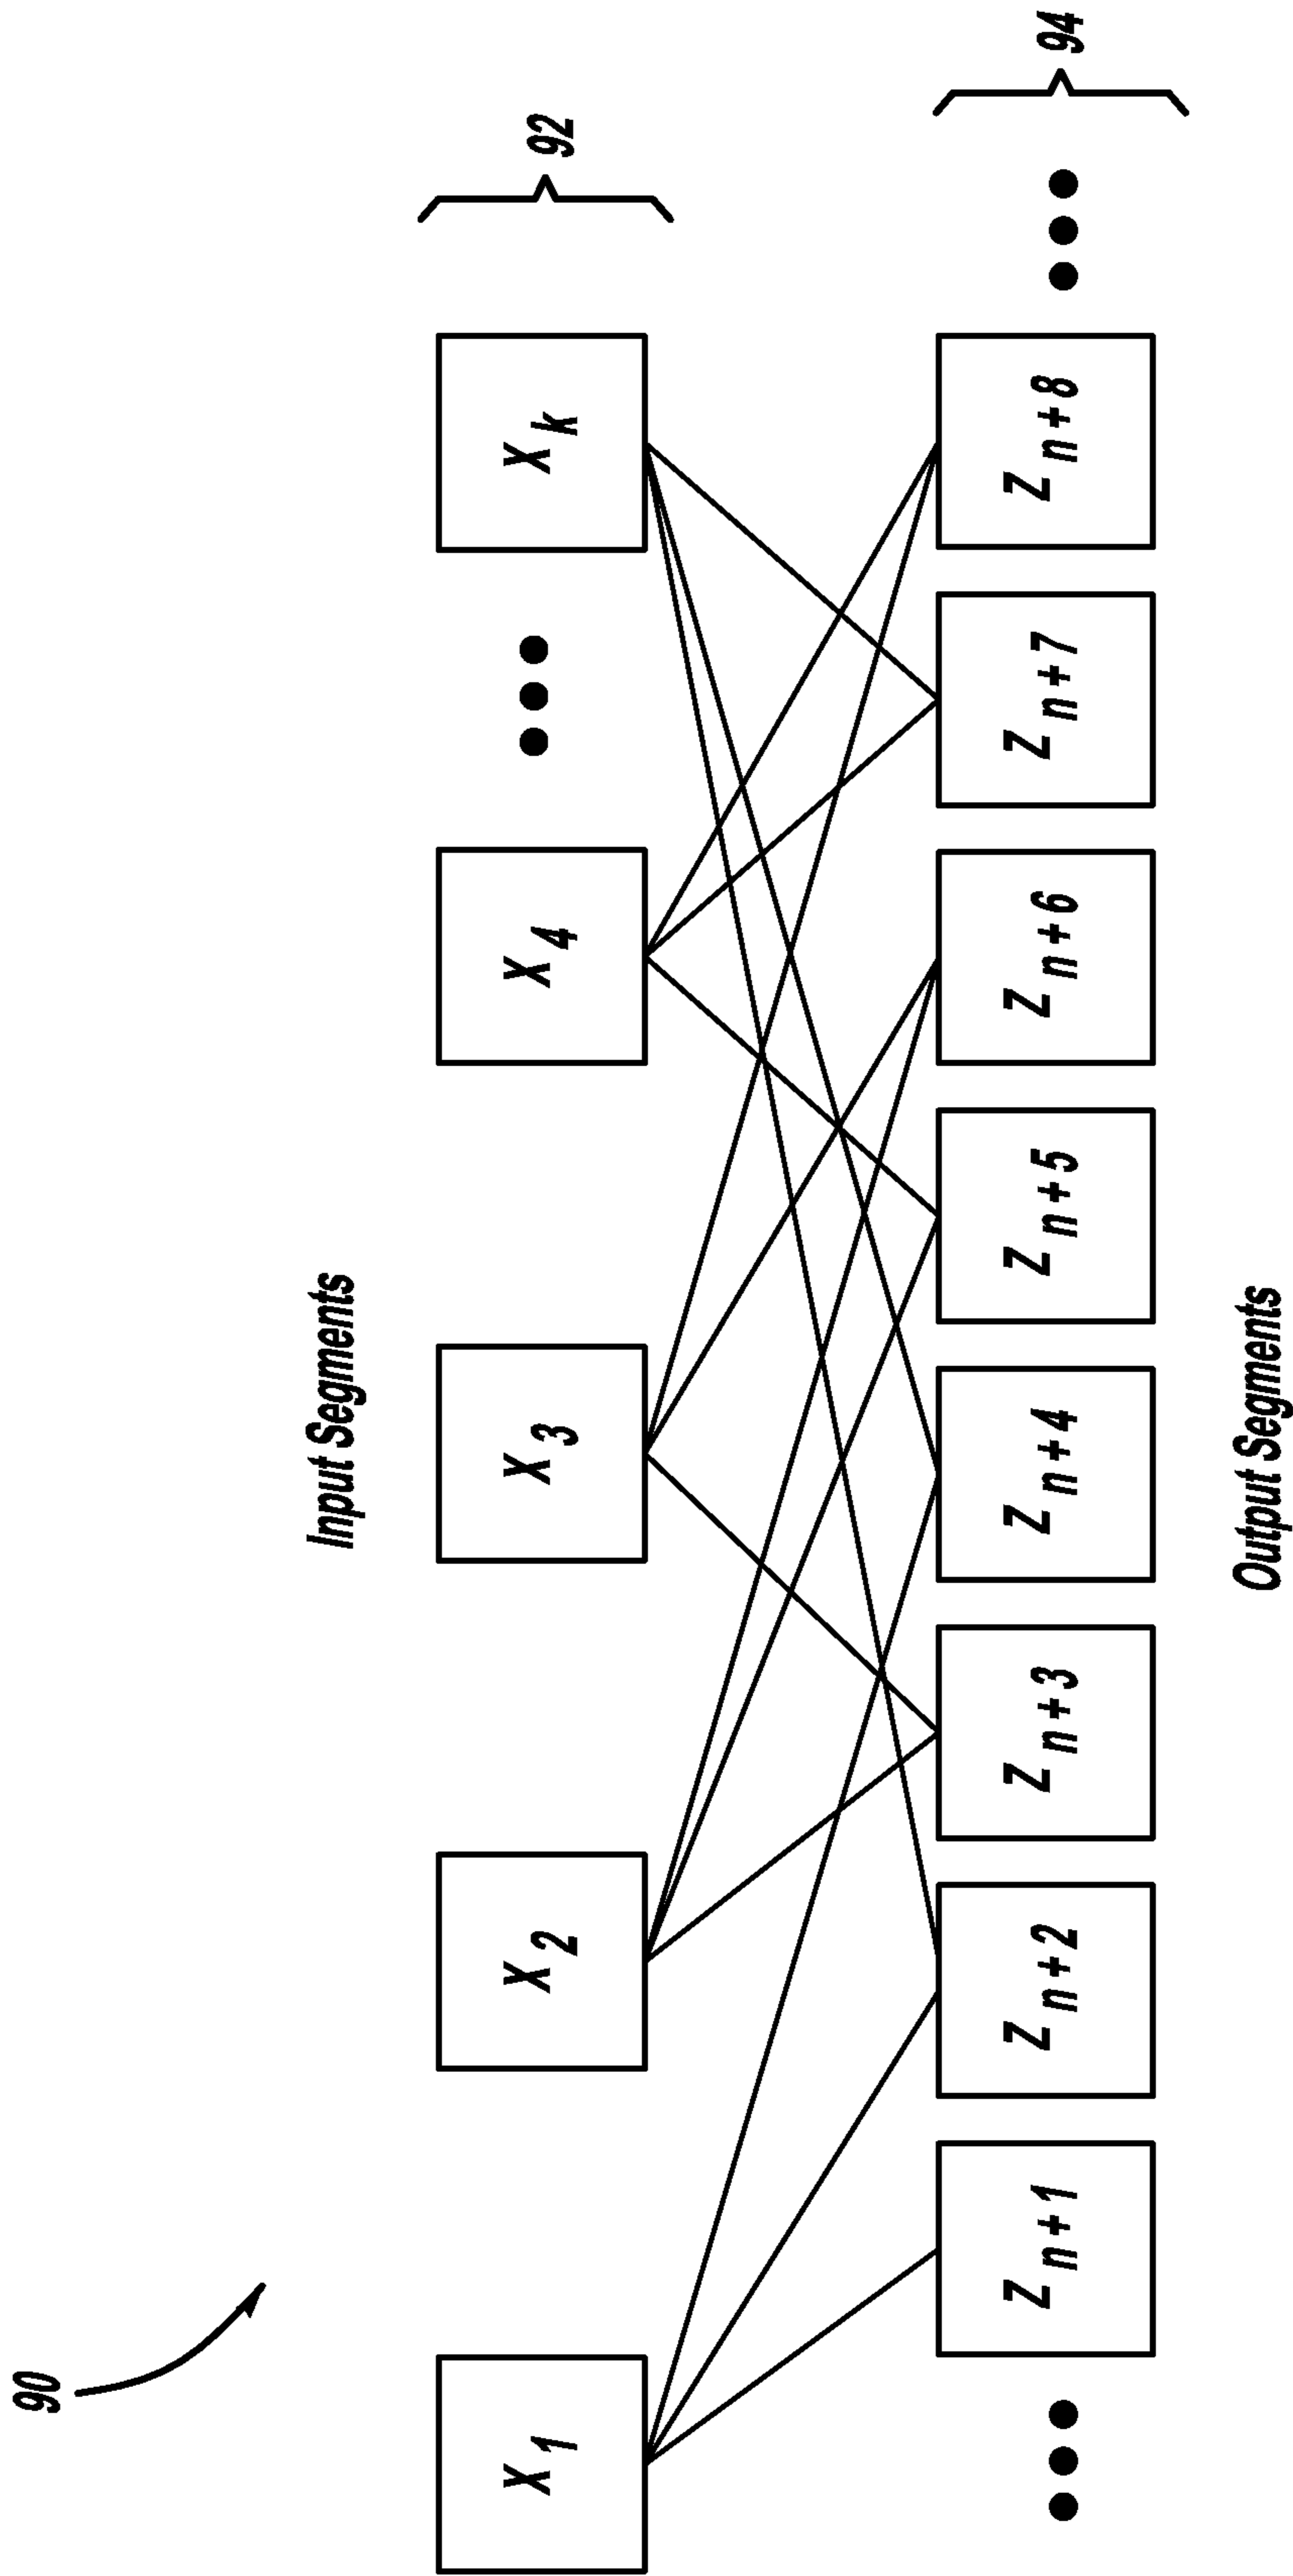 90
Input Segments
X1 X2 X3 X4 Xk
92
Zn+1 Zn+2 Zn+3 Zn+4 Zn+5 Zn+6 Zn+7 Zn+8
94
Output Segments